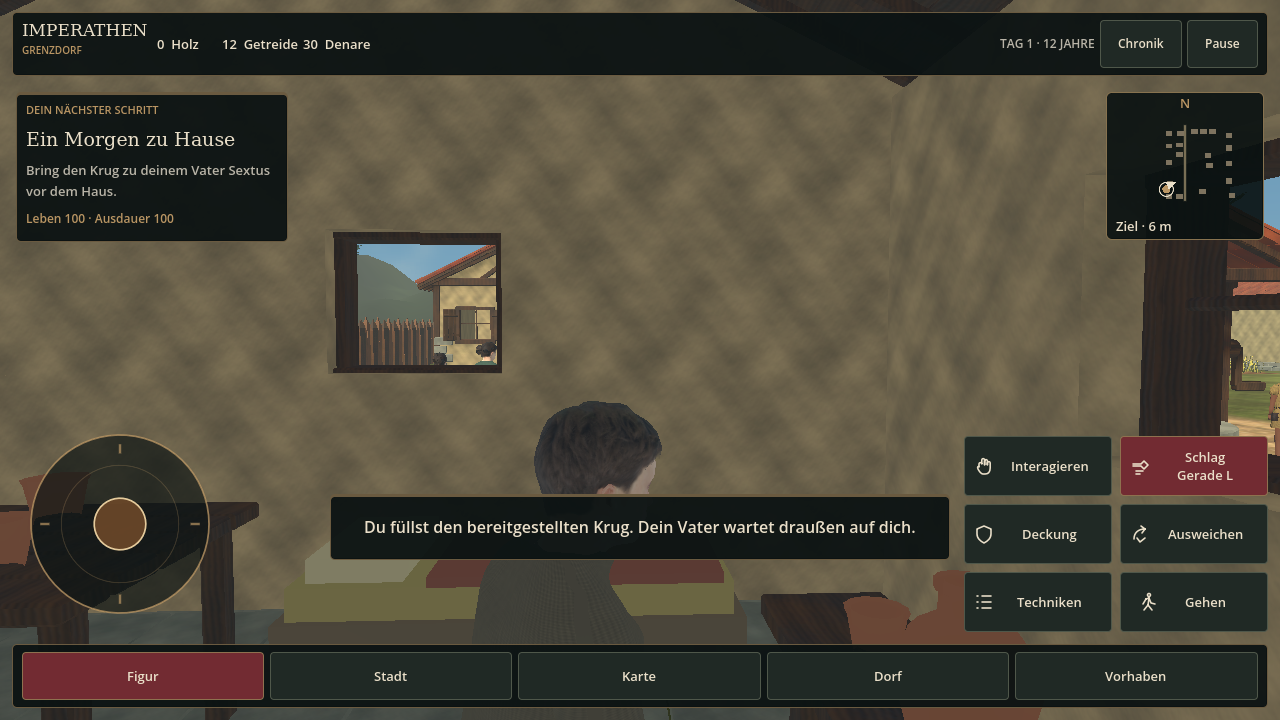 IMPERATHEN
GRENZDORF
0 Holz 12 Getreide 30 Denare
TAG 1 · 12 JAHRE
Chronik
Pause
DEIN NÄCHSTER SCHRITT
Ein Morgen zu Hause
Bring den Krug zu deinem Vater Sextus
vor dem Haus.
Leben 100 · Ausdauer 100
N
Ziel · 6 m
Interagieren
Schlag
Gerade L
Du füllst den bereitgestellten Krug. Dein Vater wartet draußen auf dich.
Deckung
Ausweichen
Techniken
Gehen
Figur
Stadt
Karte
Dorf
Vorhaben